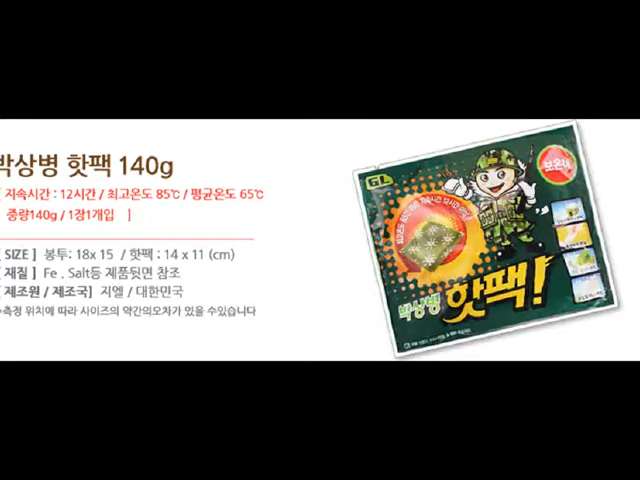 박상병 핫팩 140g
[ 지속시간 : 12시간 / 최고온도 85℃ / 평균온도 65℃
중량140g / 1장1개입 ]
[ SIZE ] 봉투: 18x 15 / 핫팩 : 14 x 11 (cm)
[ 재질 ] Fe . Salt등 제품뒷면 참조
[ 제조원 / 제조국] 지엘 / 대한민국
*측정 위치에 따라 사이즈의 약간의오차가 있을 수있습니다
GL
보온대
박상병
핫팩!